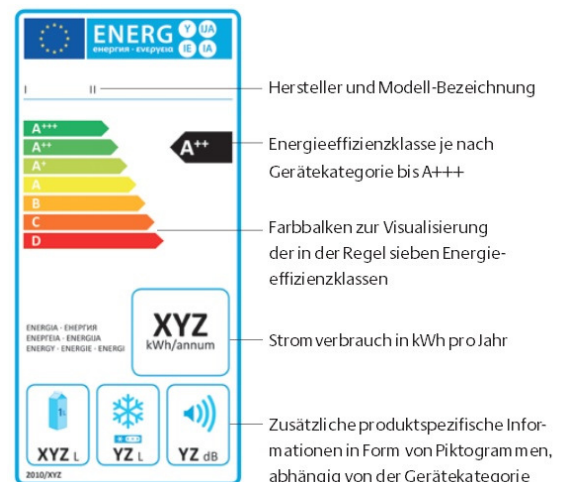 ENERG Y UA
енергия · ενεργεια IE IA
I II
Hersteller und Modell-Bezeichnung
A+++
A++
A+
A
B
C
D
A++
Energieeffizienzklasse je nach
Gerätekategorie bis A+++
Farbbalken zur Visualisierung
der in der Regel sieben Energie-
effizienzklassen
ENERGIA · ЕНЕРГИЯ
ΕΝΕΡΓΕΙΑ · ENERGIJA
ENERGY · ENERGIE · ENERGI
XYZ
kWh/annum
Stromverbrauch in kWh pro Jahr
1L
XYZ L
YZ L
YZ dB
Zusätzliche produktspezifische Infor-
mationen in Form von Piktogrammen,
abhängig von der Gerätekategorie
2010/XYZ